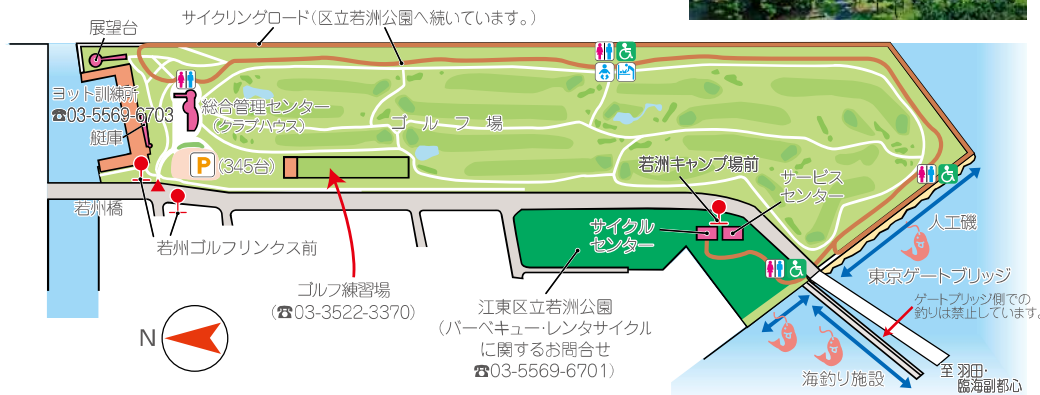 サイクリングロード(区立若洲公園へ続いています。)
展望台
ヨット訓練所
☎03-5569-6703
艇庫
総合管理センター
(クラブハウス)
ゴルフ場
P (345台)
若洲キャンプ場前
サービス
センター
サイクル
センター
若州橋
若州ゴルフリンクス前
人工磯
東京ゲートブリッジ
ゲートブリッジ側での
釣りは禁止しています。
ゴルフ練習場
(☎03-3522-3370)
江東区立若洲公園
(バーベキュー・レンタサイクル
に関するお問合せ
☎03-5569-6701)
N
海釣り施設
至 羽田・
臨海副都心